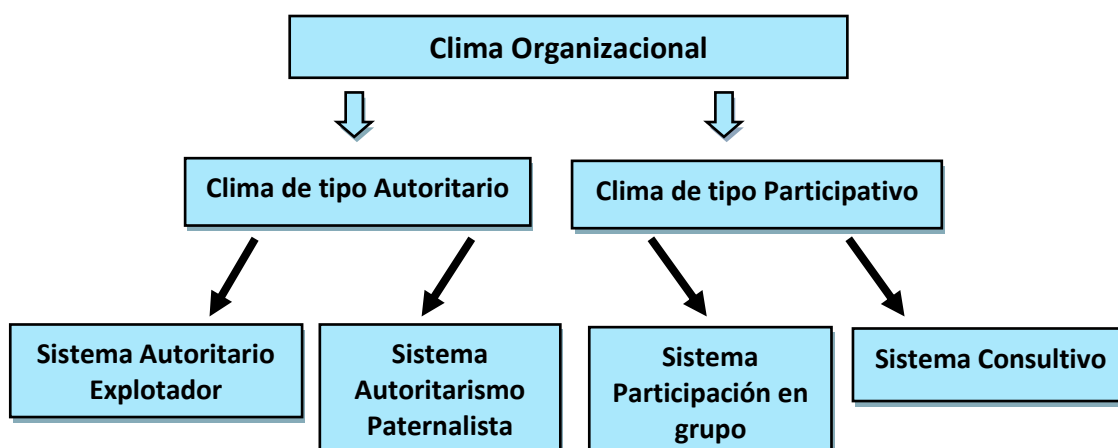 Clima Organizacional
Clima de tipo Autoritario
Clima de tipo Participativo
Sistema Autoritario
Explotador
Sistema
Autoritarismo
Paternalista
Sistema
Participación en
grupo
Sistema Consultivo